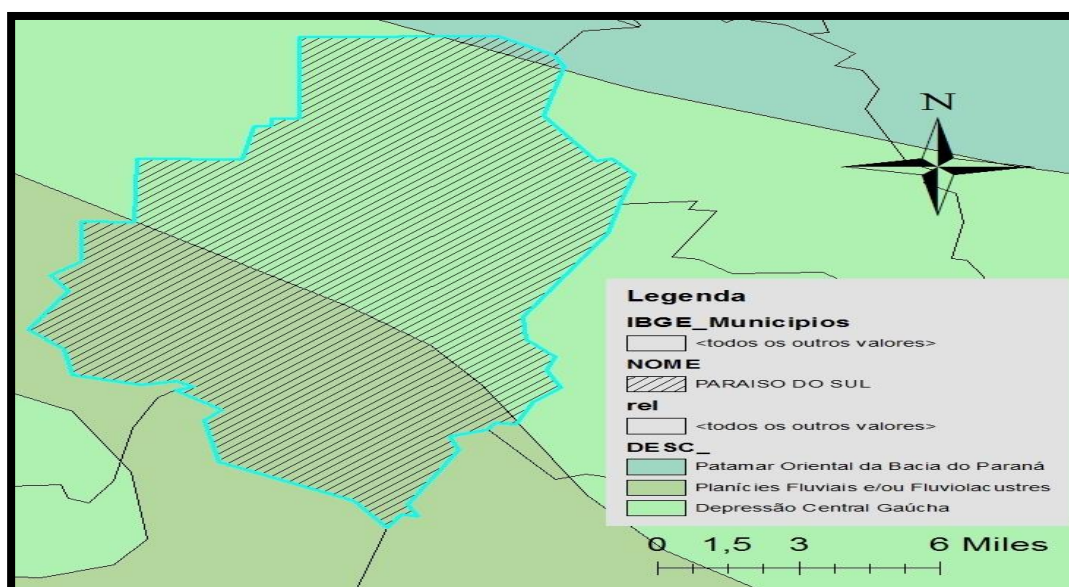 N
Legenda
IBGE_Municipios
<todos os outros valores>
NOME
PARAISO DO SUL
rel
<todos os outros valores>
DESC_
Patamar Oriental da Bacia do Paraná
Planícies Fluviais e/ou Fluviolacustres
Depressão Central Gaúcha
0 1,5 3 6 Miles